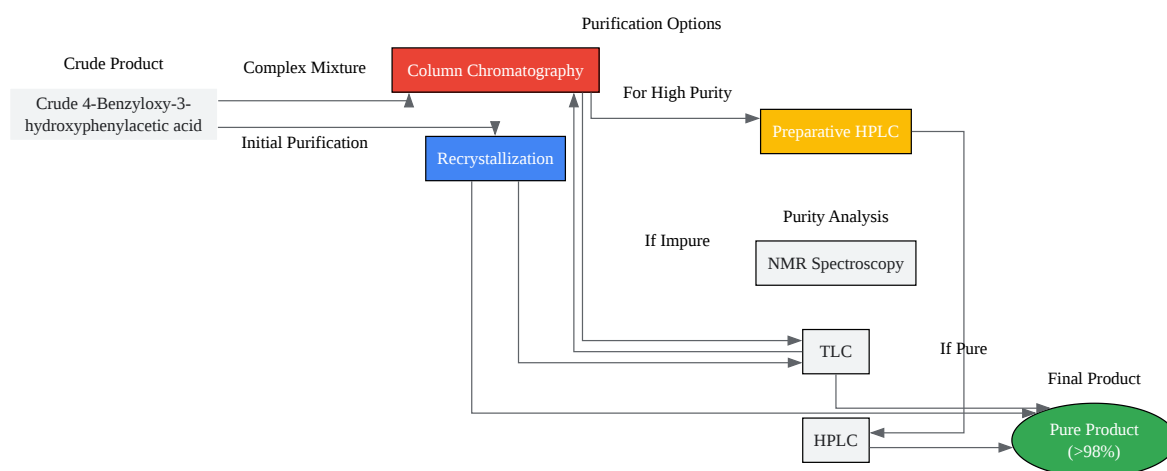 Purification Options
Crude Product
Complex Mixture
Column Chromatography
For High Purity
Crude 4-Benzyloxy-3-
hydroxyphenylacetic acid
Initial Purification
Recrystallization
Preparative HPLC
Purity Analysis
If Impure
NMR Spectroscopy
TLC
If Pure
Final Product
HPLC
Pure Product
(>98%)